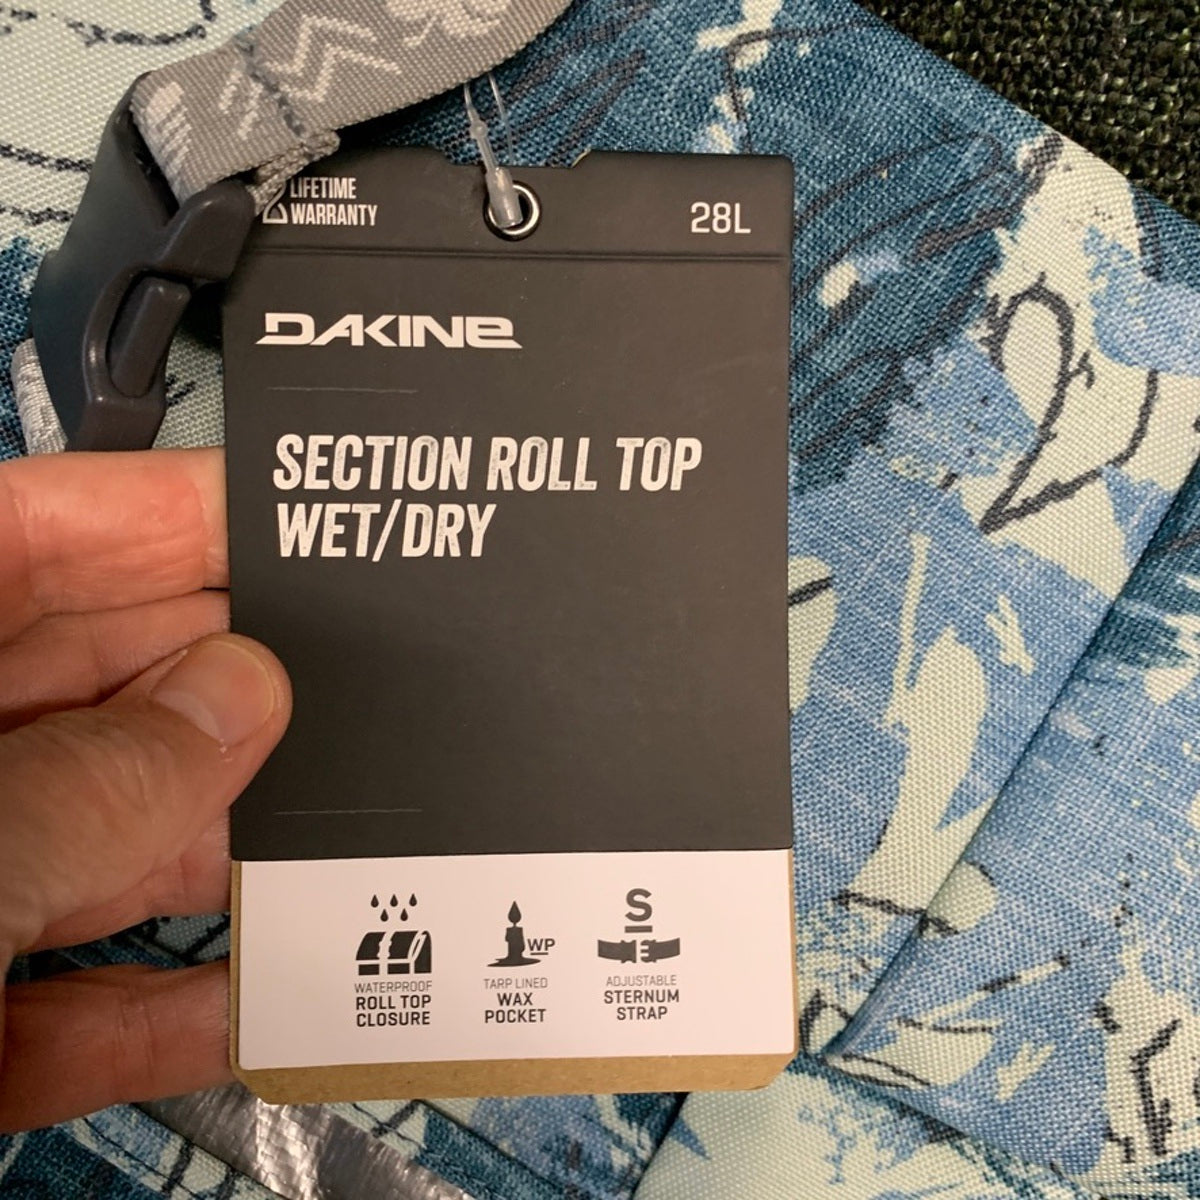 LIFETIME
WARRANTY
28L
DAKINE
SECTION ROLL TOP
WET/DRY
S
WP
WATERPROOF
ROLL TOP
CLOSURE
TARP LINED
WAX
POCKET
ADJUSTABLE
STERNUM
STRAP